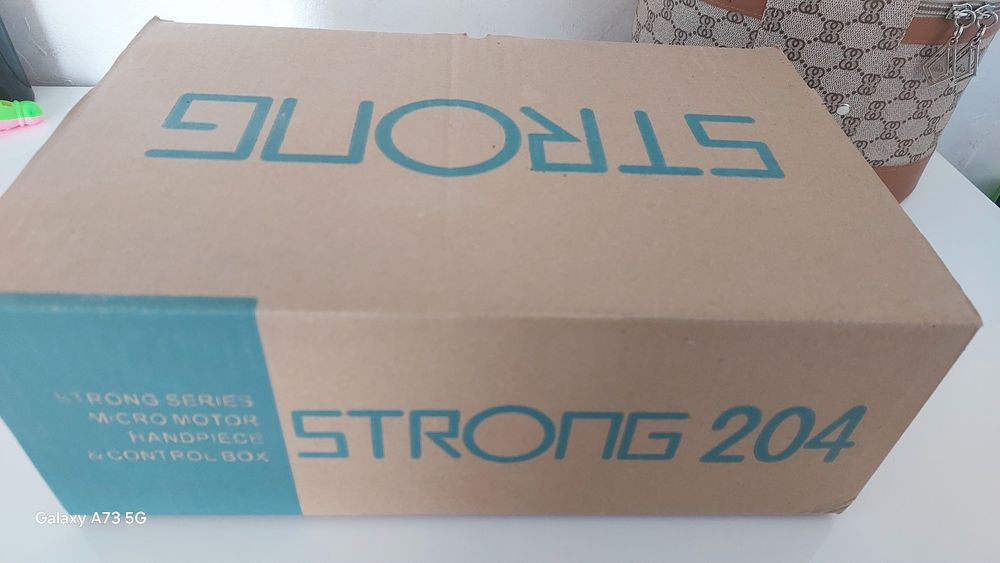 STRONG
STRONG SERIES
MICRO MOTOR
HANDPIECE
& CONTROL BOX
STRONG 204
Galaxy A73 5G